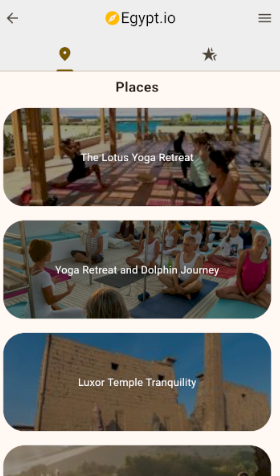 Egypt.io
Places
The Lotus Yoga Retreat
Yoga Retreat and Dolphin Journey
Luxor Temple Tranquility